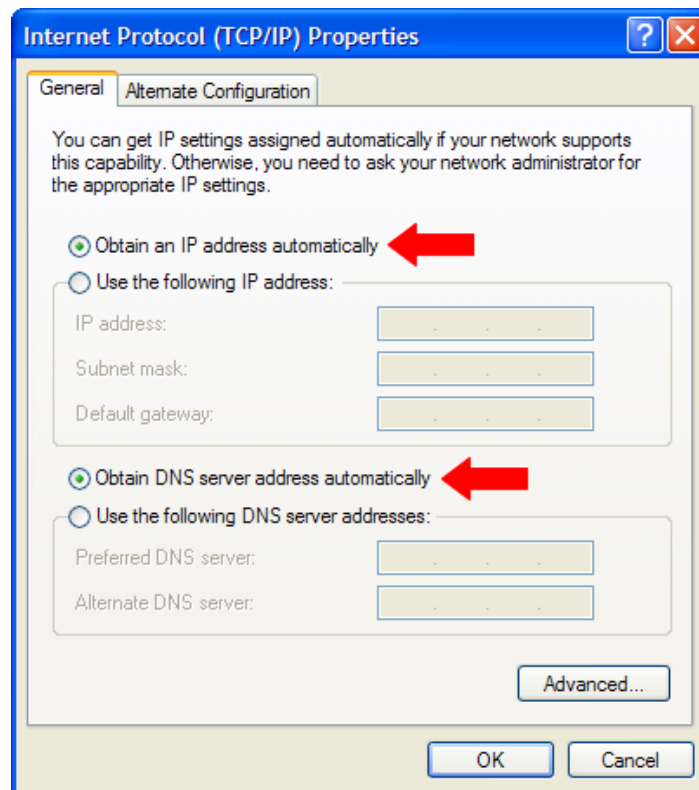 Internet Protocol (TCP/IP) Properties
General
Alternate Configuration
You can get IP settings assigned automatically if your network supports
this capability. Otherwise, you need to ask your network administrator for
the appropriate IP settings.
Obtain an IP address automatically
Use the following IP address:
IP address:
Subnet mask:
Default gateway:
Obtain DNS server address automatically
Use the following DNS server addresses:
Preferred DNS server:
Alternate DNS server:
Advanced...
OK
Cancel